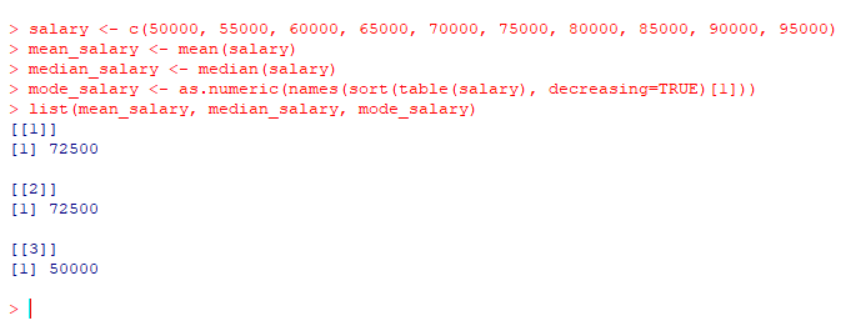 > salary <- c(50000, 55000, 60000, 65000, 70000, 75000, 80000, 85000, 90000, 95000)
> mean_salary <- mean(salary)
> median_salary <- median(salary)
> mode_salary <- as.numeric(names(sort(table(salary), decreasing=TRUE)[1]))
> list(mean_salary, median_salary, mode_salary)
[[1]]
[1] 72500
[[2]]
[1] 72500
[[3]]
[1] 50000
>